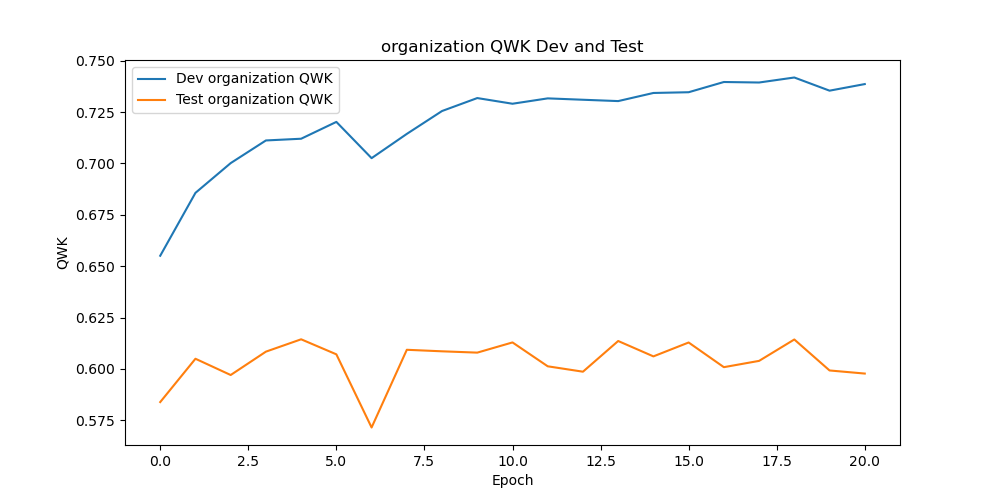 organization QWK Dev and Test
Dev organization QWK
Test organization QWK
QWK
0.750
0.725
0.700
0.675
0.650
0.625
0.600
0.575
0.0 2.5 5.0 7.5 10.0 12.5 15.0 17.5 20.0
Epoch